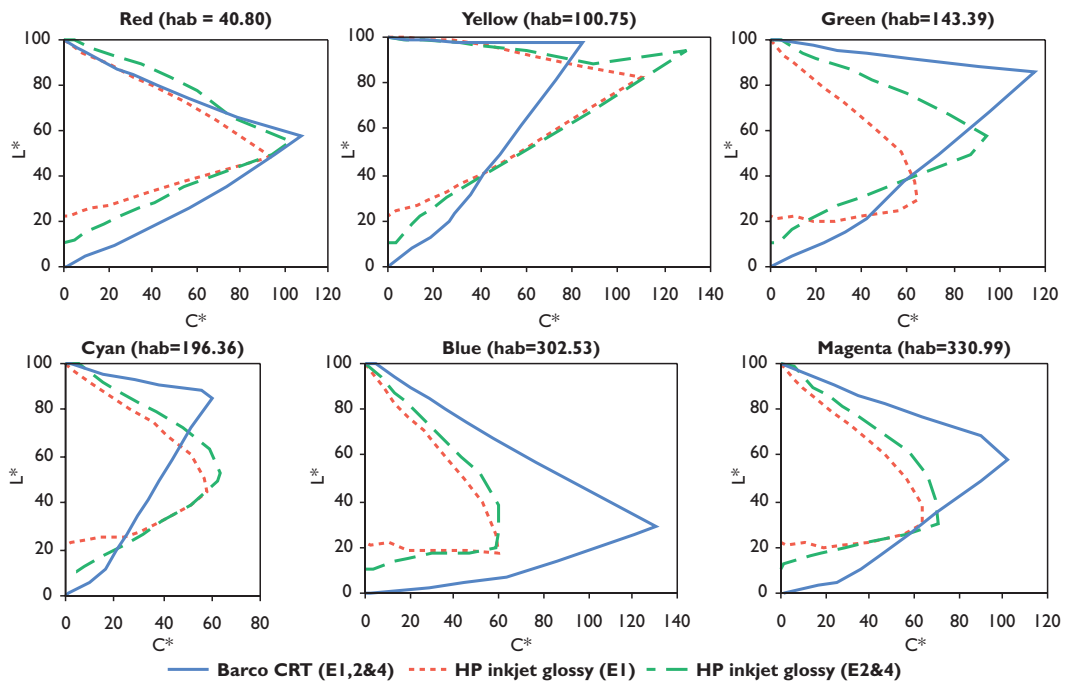 Red (hab = 40.80)
Yellow (hab=100.75)
Green (hab=143.39)
100
80
60
40
20
0
L*
0 20 40 60 80 100 120
C*
100
80
60
40
20
0
L*
0 20 40 60 80 100 120 140
C*
100
80
60
40
20
0
L*
0 20 40 60 80 100 120
C*
Cyan (hab=196.36)
Blue (hab=302.53)
Magenta (hab=330.99)
100
80
60
40
20
0
L*
0 20 40 60 80
C*
100
80
60
40
20
0
L*
0 20 40 60 80 100 120 140
C*
100
80
60
40
20
0
L*
0 20 40 60 80 100 120
C*
Barco CRT (E1,2&4) HP inkjet glossy (E1) HP inkjet glossy (E2&4)